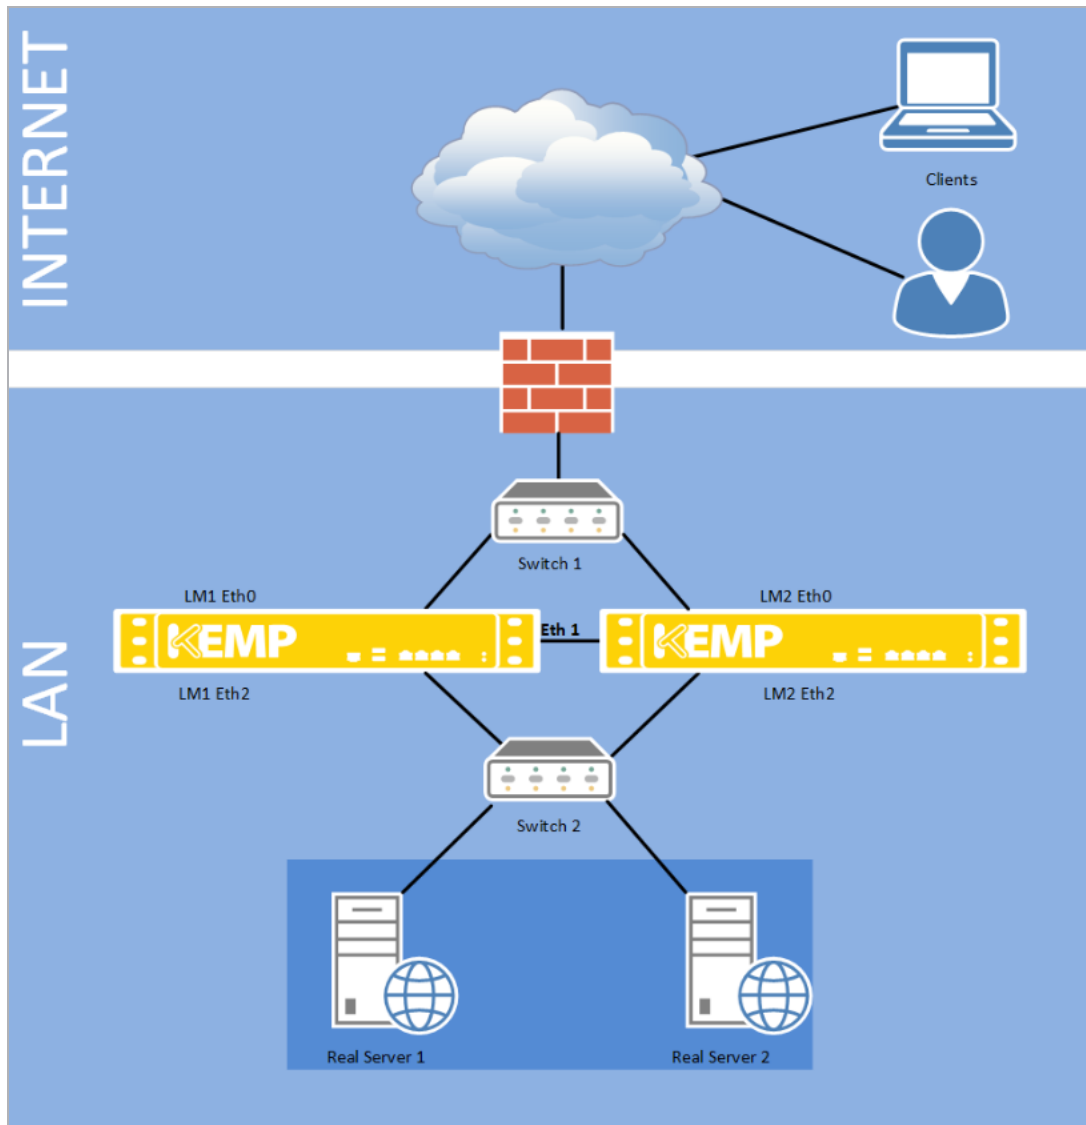 INTERNET
Clients
Switch 1
LM1 Eth0
LM2 Eth0
KEMP
Eth 1
KEMP
LAN
LM1 Eth2
LM2 Eth2
Switch 2
Real Server 1
Real Server 2